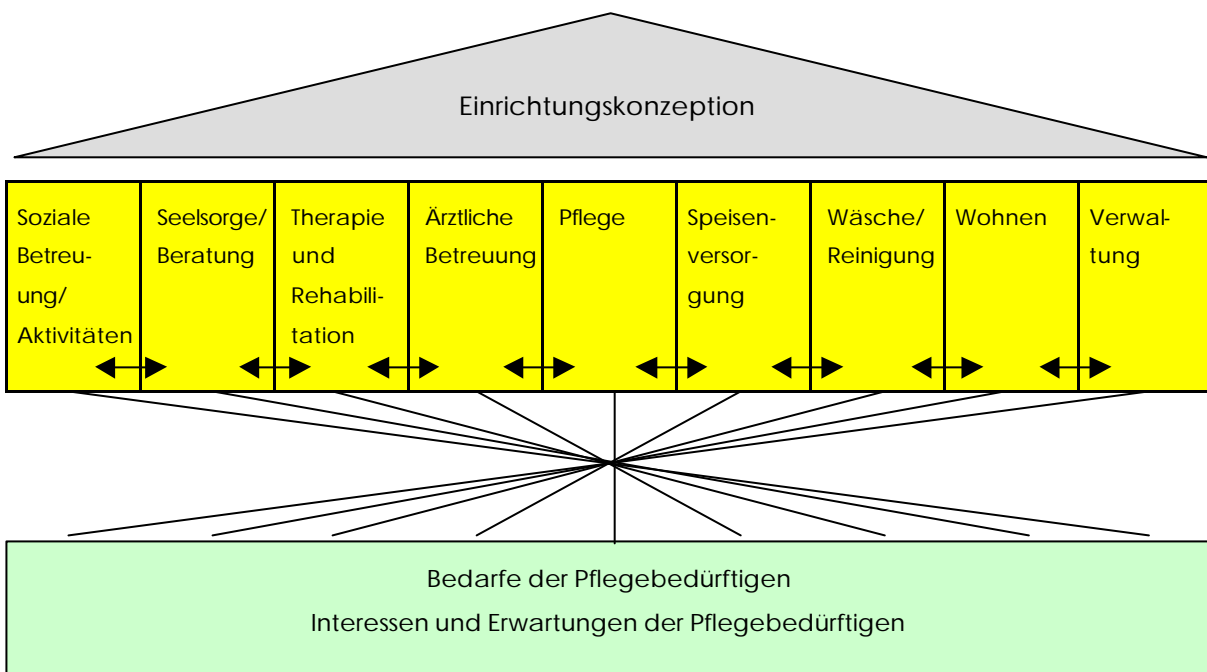 Einrichtungskonzeption
Soziale
Betreu-
ung/
Aktivitäten
Seelsorge/
Beratung
Therapie
und
Rehabili-
tation
Ärztliche
Betreuung
Pflege
Speisen-
versor-
gung
Wäsche/
Reinigung
Wohnen
Verwal-
tung
Bedarfe der Pflegebedürftigen
Interessen und Erwartungen der Pflegebedürftigen